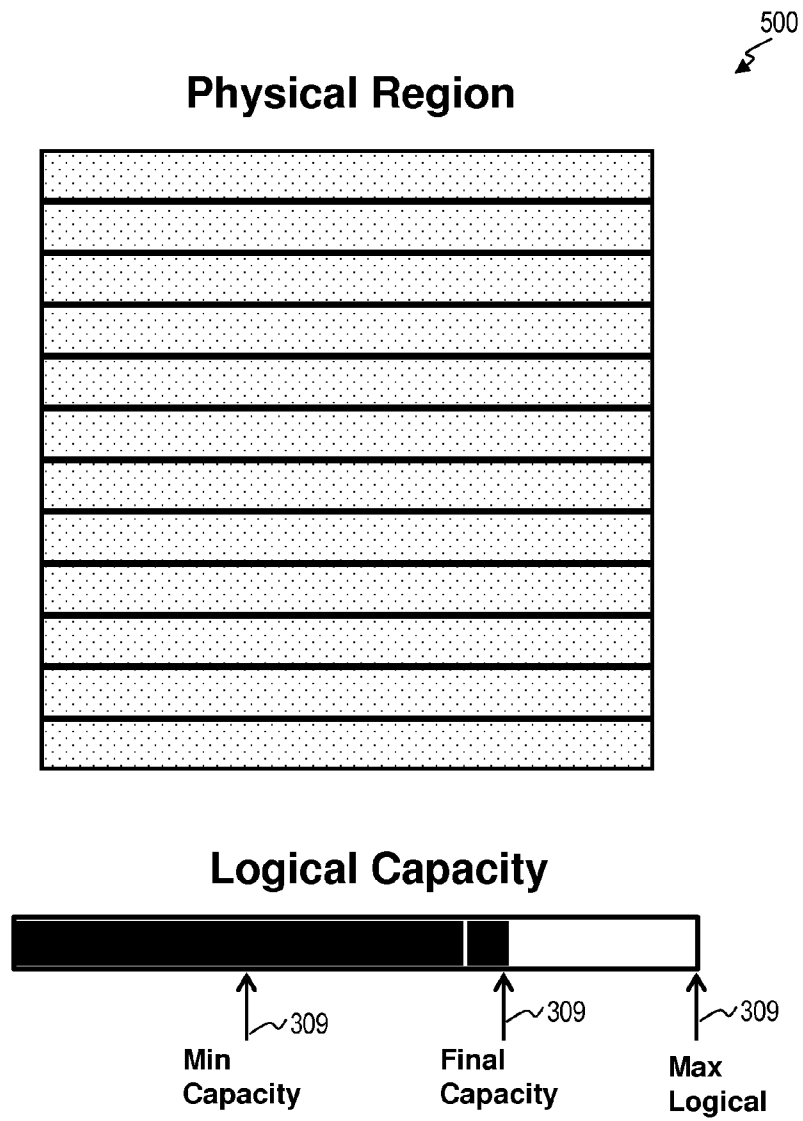 500
Physical Region
Logical Capacity
309
309
309
Min
Capacity
Final
Capacity
Max
Logical